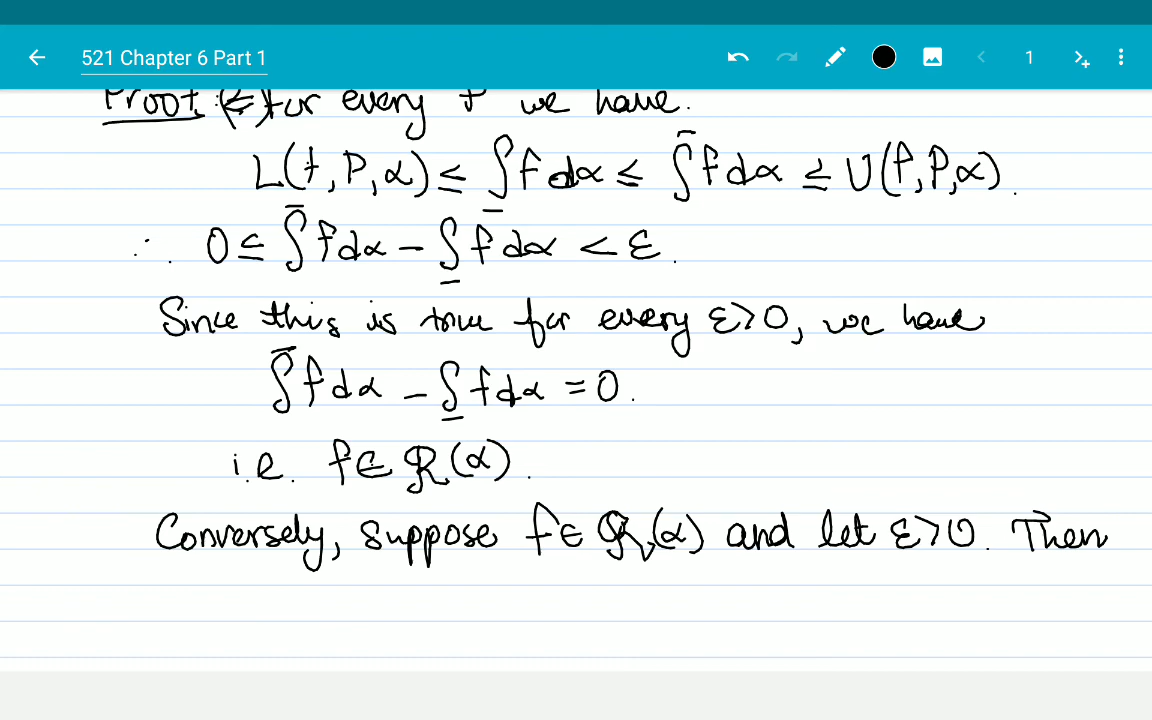 521 Chapter 6 Part 1
1
Proof: (⇐) For every P we have.
L(f, P, α) ≤ ∫̲ f dα ≤ ∫̄ f dα ≤ U(f, P, α).
∴ 0 ≤ ∫̄ f dα − ∫̲ f dα < ε.
Since this is true for every ε>0, we have
∫̄ f dα − ∫̲ f dα = 0.
i.e. f ∈ ℛ(α).
Conversely, suppose f ∈ ℛ(α) and let ε>0. Then